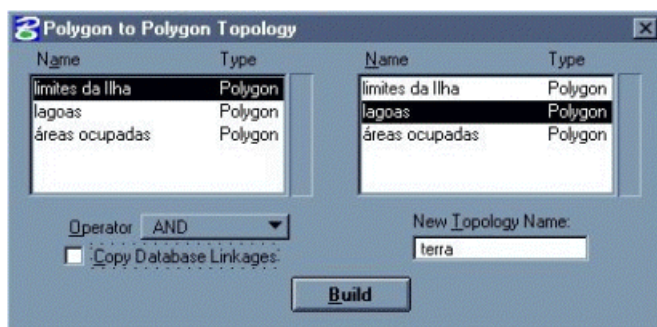 Polygon to Polygon Topology
Name Type
limites da Ilha Polygon
lagoas Polygon
áreas ocupadas Polygon
Name Type
limites da Ilha Polygon
lagoas Polygon
áreas ocupadas Polygon
Operator AND
Copy Database Linkages
New Topology Name:
terra
Build